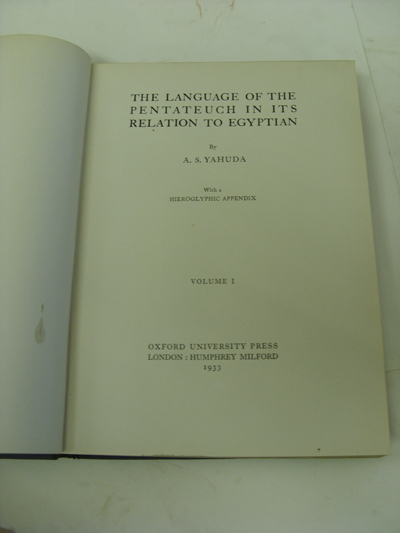 THE LANGUAGE OF THE
PENTATEUCH IN ITS
RELATION TO EGYPTIAN
By
A. S. YAHUDA
With a
HIEROGLYPHIC APPENDIX
VOLUME I
OXFORD UNIVERSITY PRESS
LONDON : HUMPHREY MILFORD
1933